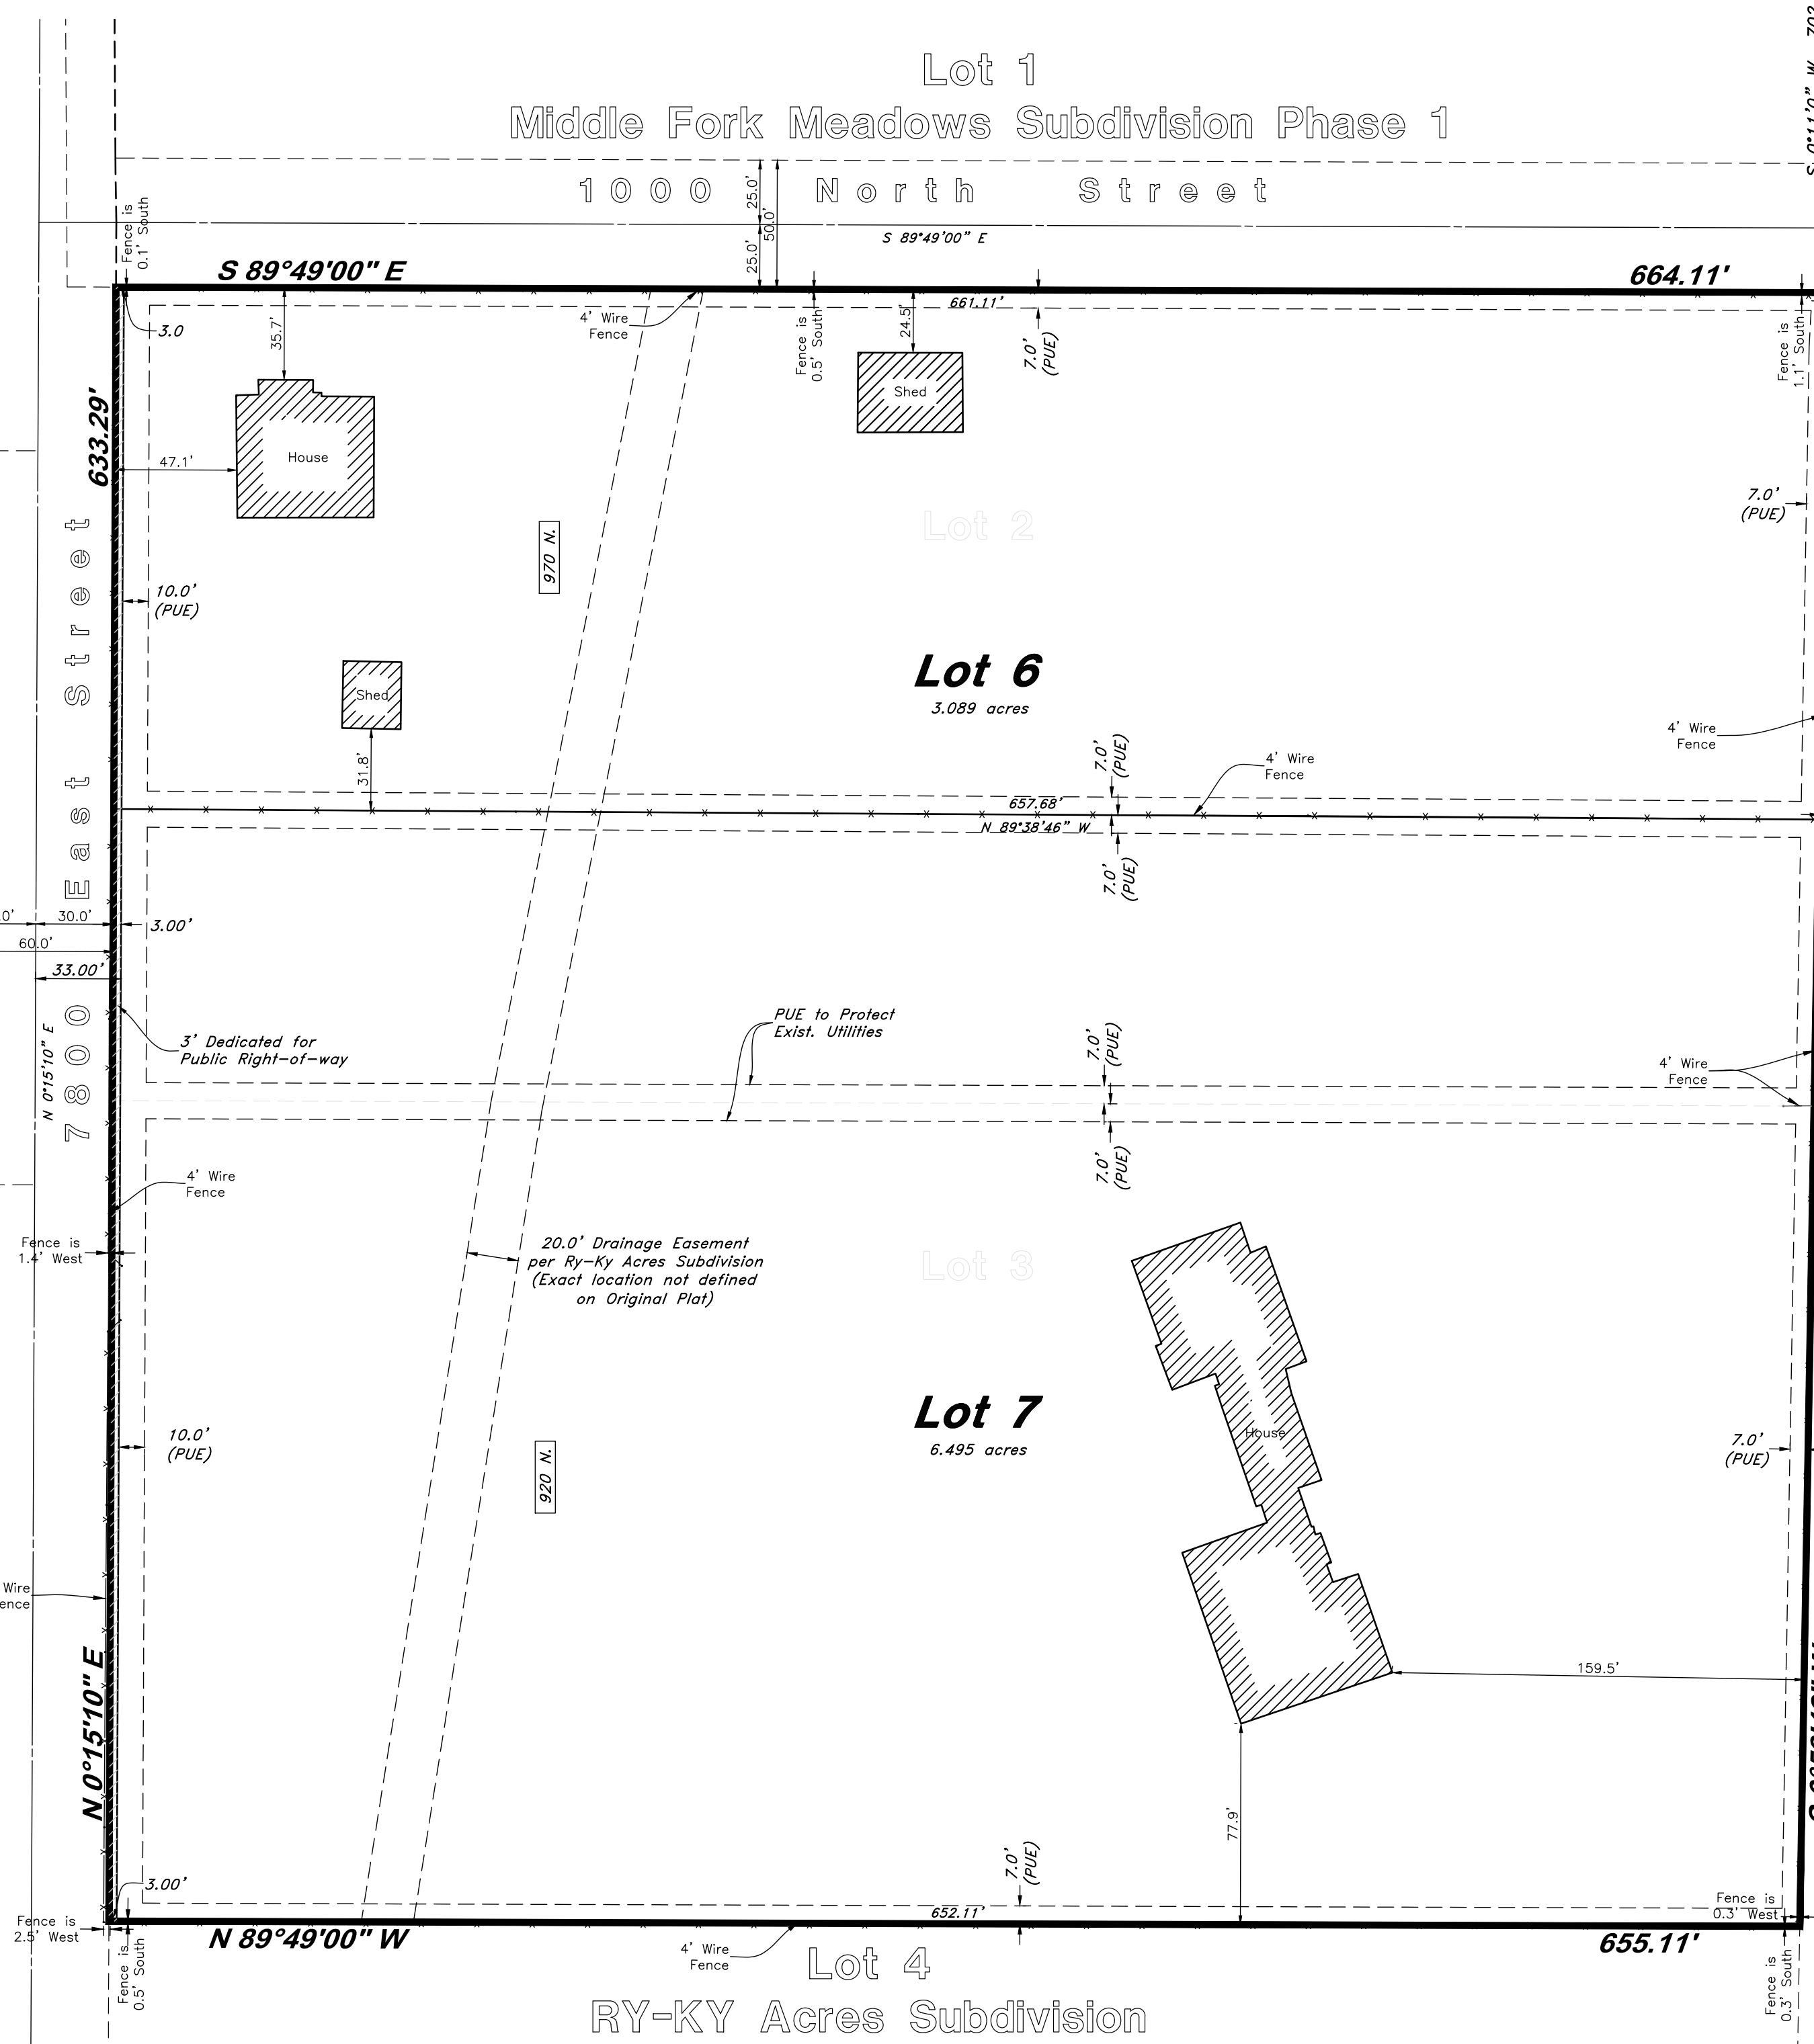 Lot 1
Middle Fork Meadows Subdivision Phase 1
1000 North Street
25.0'
50.0'
25.0'
S 89°49'00" E
Fence is
0.1' South
S 89°49'00" E
664.11'
661.11'
3.0
35.7'
4' Wire
Fence
Fence is
0.5' South
24.5'
7.0'
(PUE)
Fence is
1.1' South
Shed
633.29'
House
47.1'
7.0'
(PUE)
Lot 2
970 N.
10.0'
(PUE)
Lot 6
3.089 acres
Shed
31.8'
7.0'
(PUE)
4' Wire
Fence
4' Wire
Fence
657.68'
N 89°38'46" W
7.0'
(PUE)
7800 East Street
30.0'
3.00'
60.0'
33.00'
N 0°15'10" E
3' Dedicated for
Public Right-of-way
PUE to Protect
Exist. Utilities
7.0'
(PUE)
4' Wire
Fence
7.0'
(PUE)
4' Wire
Fence
Fence is
1.4' West
20.0' Drainage Easement
per Ry-Ky Acres Subdivision
(Exact location not defined
on Original Plat)
Lot 3
Lot 7
6.495 acres
House
10.0'
(PUE)
920 N.
7.0'
(PUE)
Wire
ence
159.5'
N 0°15'10" E
77.9'
7.0'
(PUE)
3.00'
652.11'
Fence is
0.3' West
Fence is
2.5' West
N 89°49'00" W
Fence is
0.5' South
4' Wire
Fence
655.11'
Fence is
0.3' South
Lot 4
RY-KY Acres Subdivision